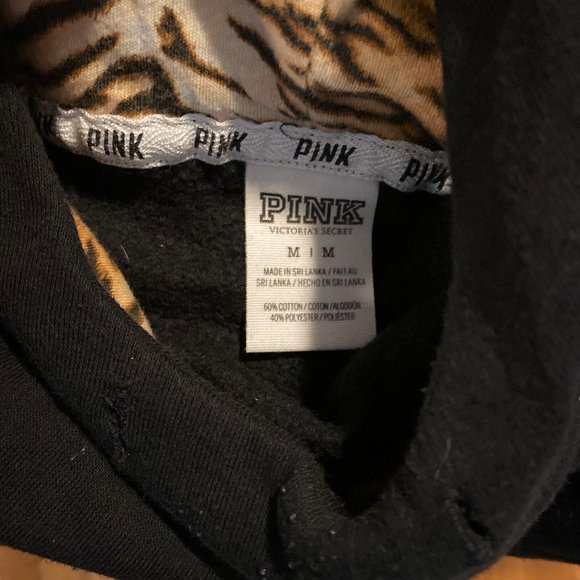 PINK PINK PINK PINK
PINK
VICTORIA'S SECRET
M | M
MADE IN SRI LANKA / FAIT AU
SRI LANKA / HECHO EN SRI LANKA
60% COTTON / COTON / ALGODÓN
40% POLYESTER / POLIÉSTER